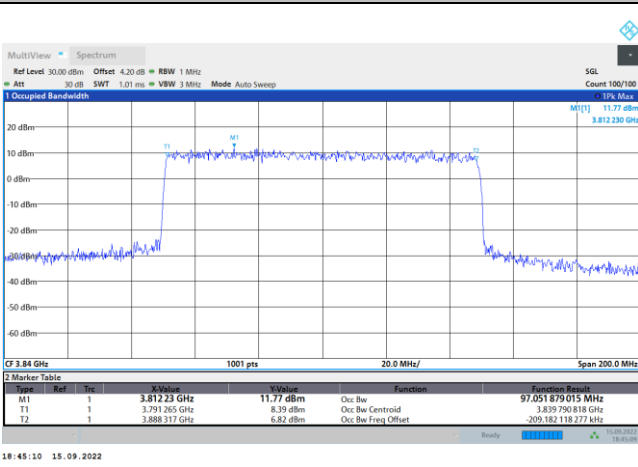 MultiView Spectrum
Ref Level 30.00 dBm Offset 4.20 dB RBW 1 MHz SGL
Att 30 dB SWT 1.01 ms VBW 3 MHz Mode Auto Sweep Count 100/100
1 Occupied Bandwidth 1Pk Max
M1[1] 11.77 dBm
3.812 230 GHz
20 dBm
M1
T1 T2
10 dBm
0 dBm
-10 dBm
-20 dBm
-30 dBm
-40 dBm
-50 dBm
-60 dBm
CF 3.84 GHz 1001 pts 20.0 MHz/ Span 200.0 MHz
2 Marker Table
Type Ref Trc X-Value Y-Value Function Function Result
M1 1 3.812 23 GHz 11.77 dBm Occ Bw 97.051 879 015 MHz
T1 1 3.791 265 GHz 8.39 dBm Occ Bw Centroid 3.839 790 818 GHz
T2 1 3.888 317 GHz 6.82 dBm Occ Bw Freq Offset -209.182 118 277 kHz
Ready 15.09.2022
18:45:09
18:45:10 15.09.2022